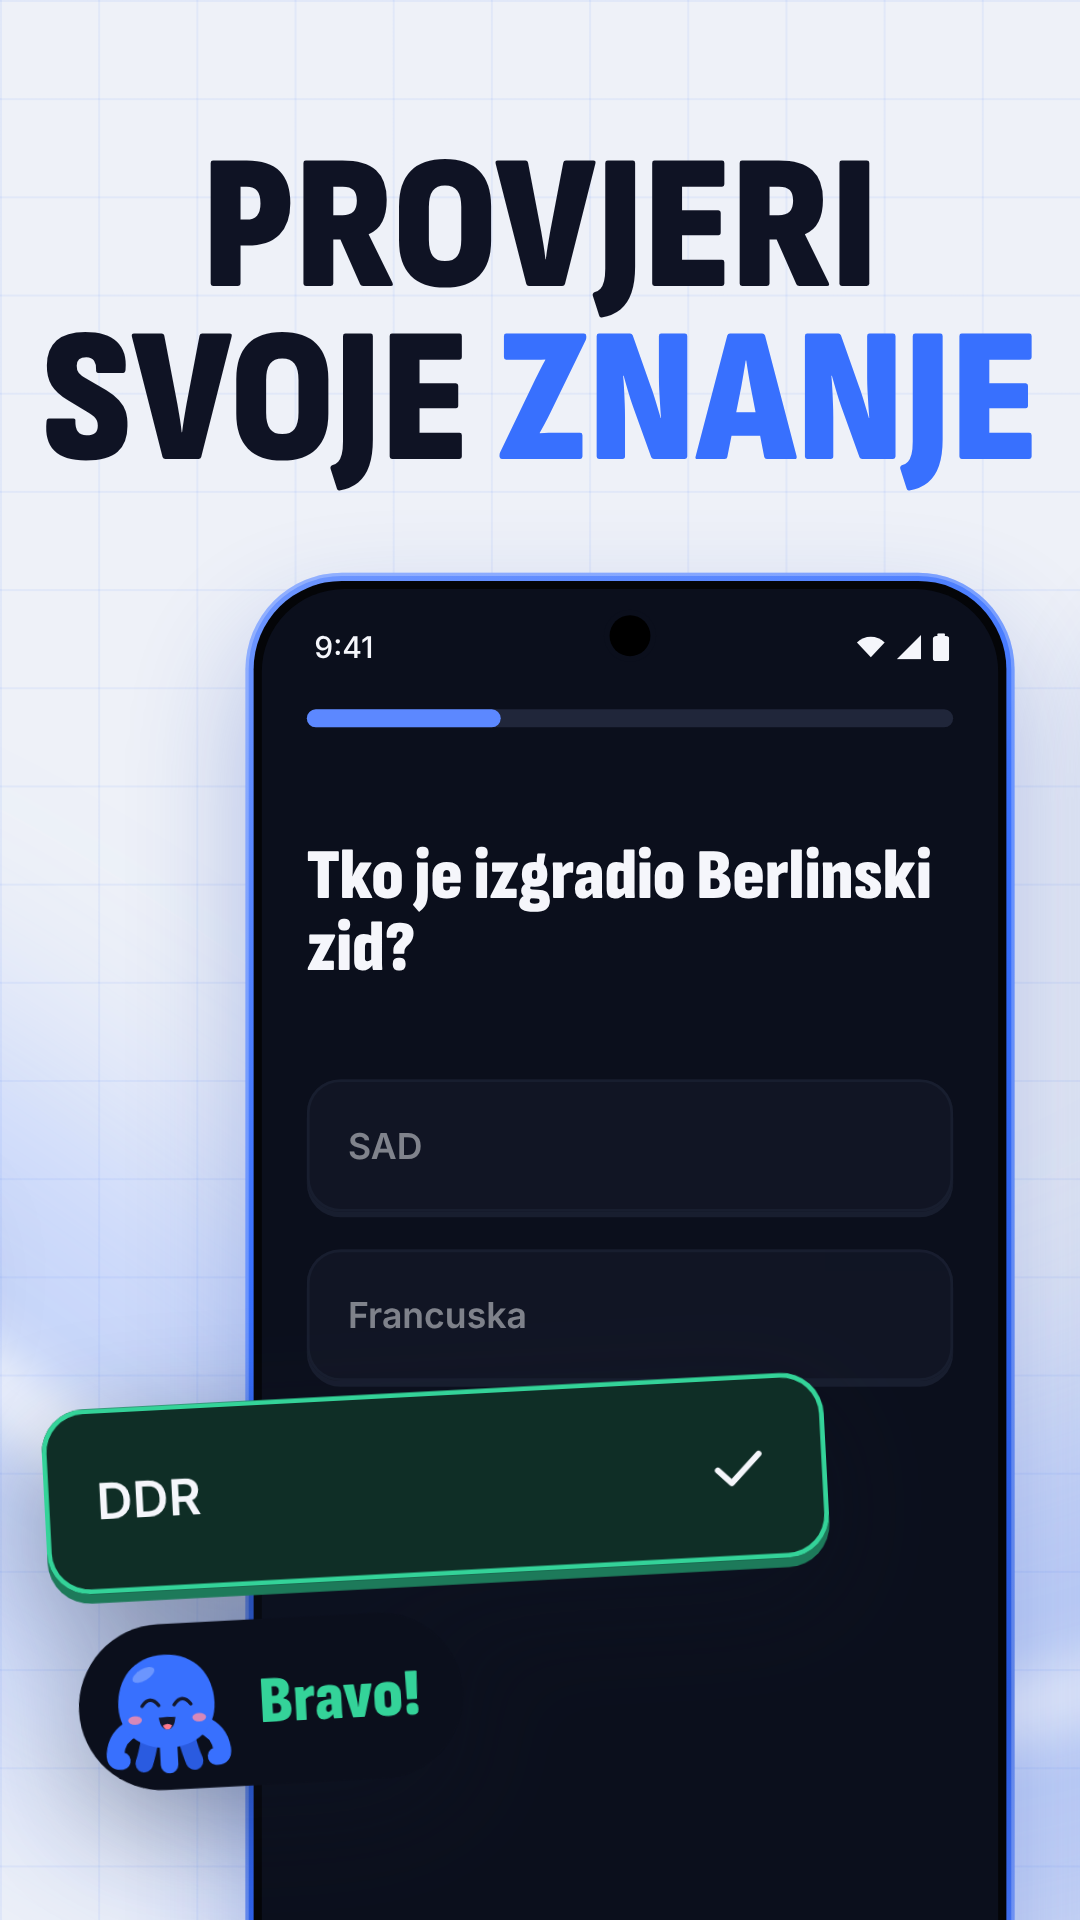 PROVJERI
SVOJE ZNANJE
9:41
Tko je izgradio Berlinski
zid?
SAD
Francuska
DDR
Bravo!